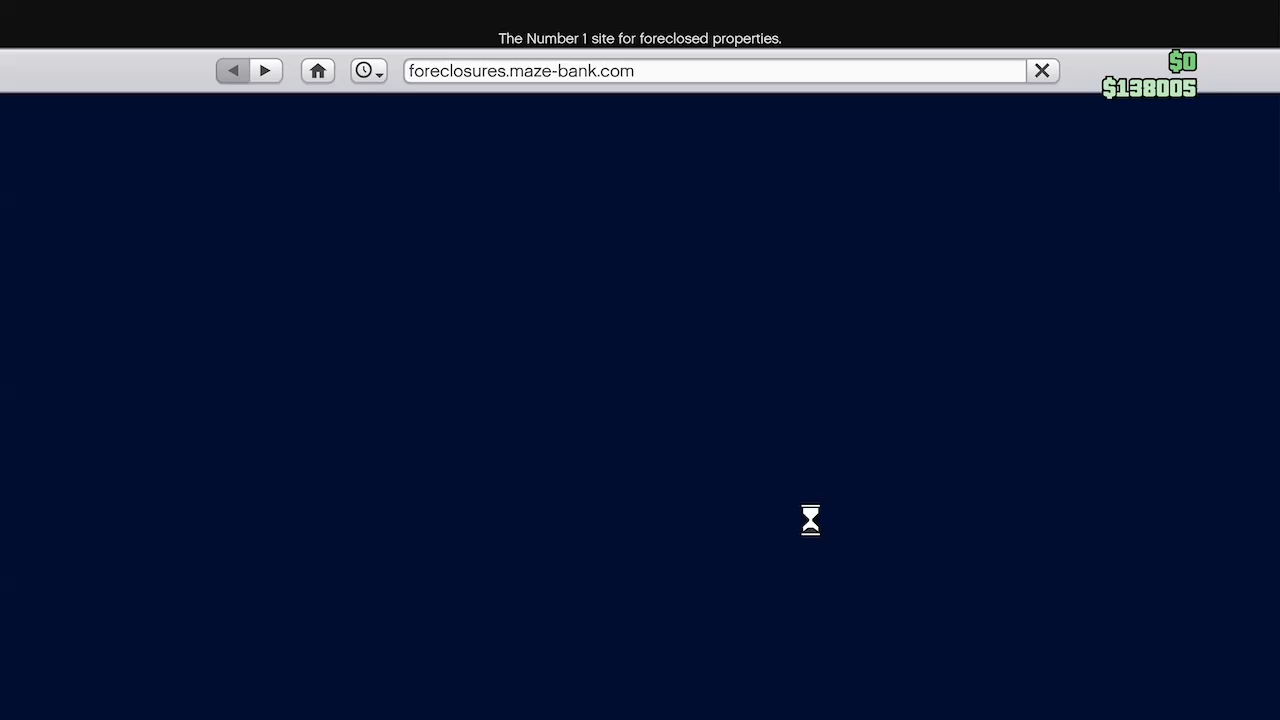 The Number 1 site for foreclosed properties.
foreclosures.maze-bank.com
$0
$138005